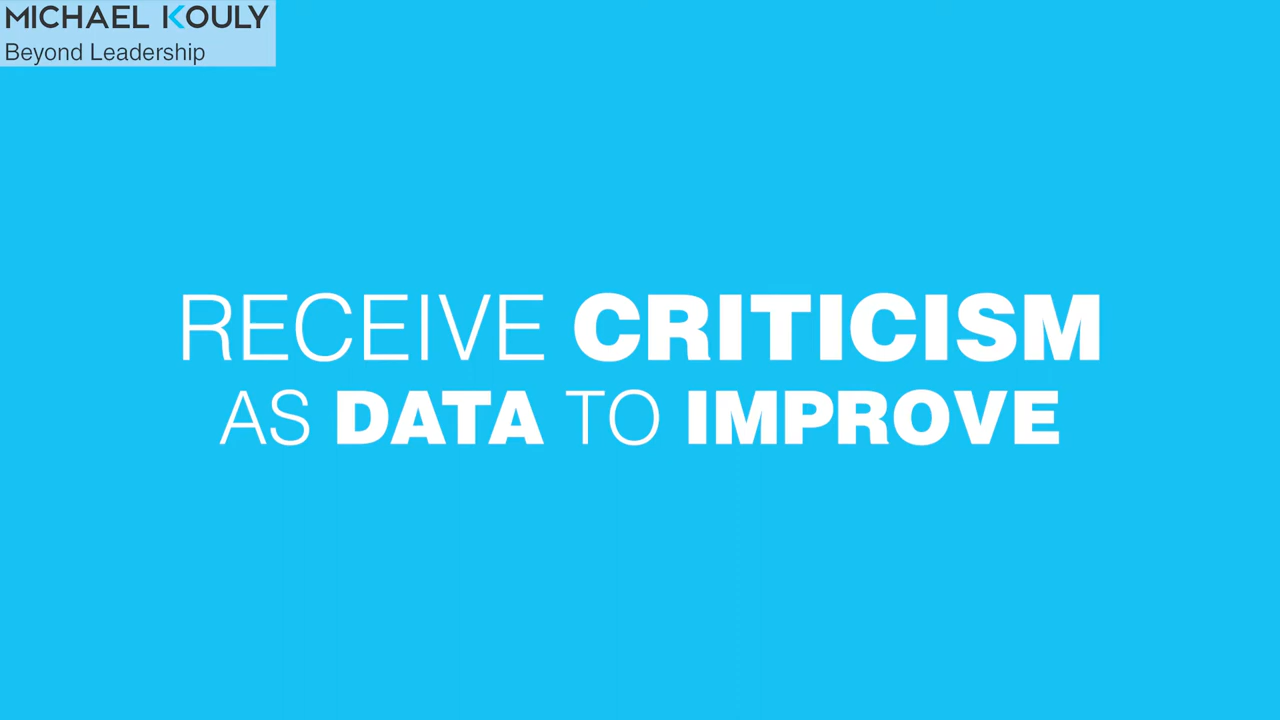 MICHAEL KOULY
Beyond Leadership
RECEIVE CRITICISM
AS DATA TO IMPROVE